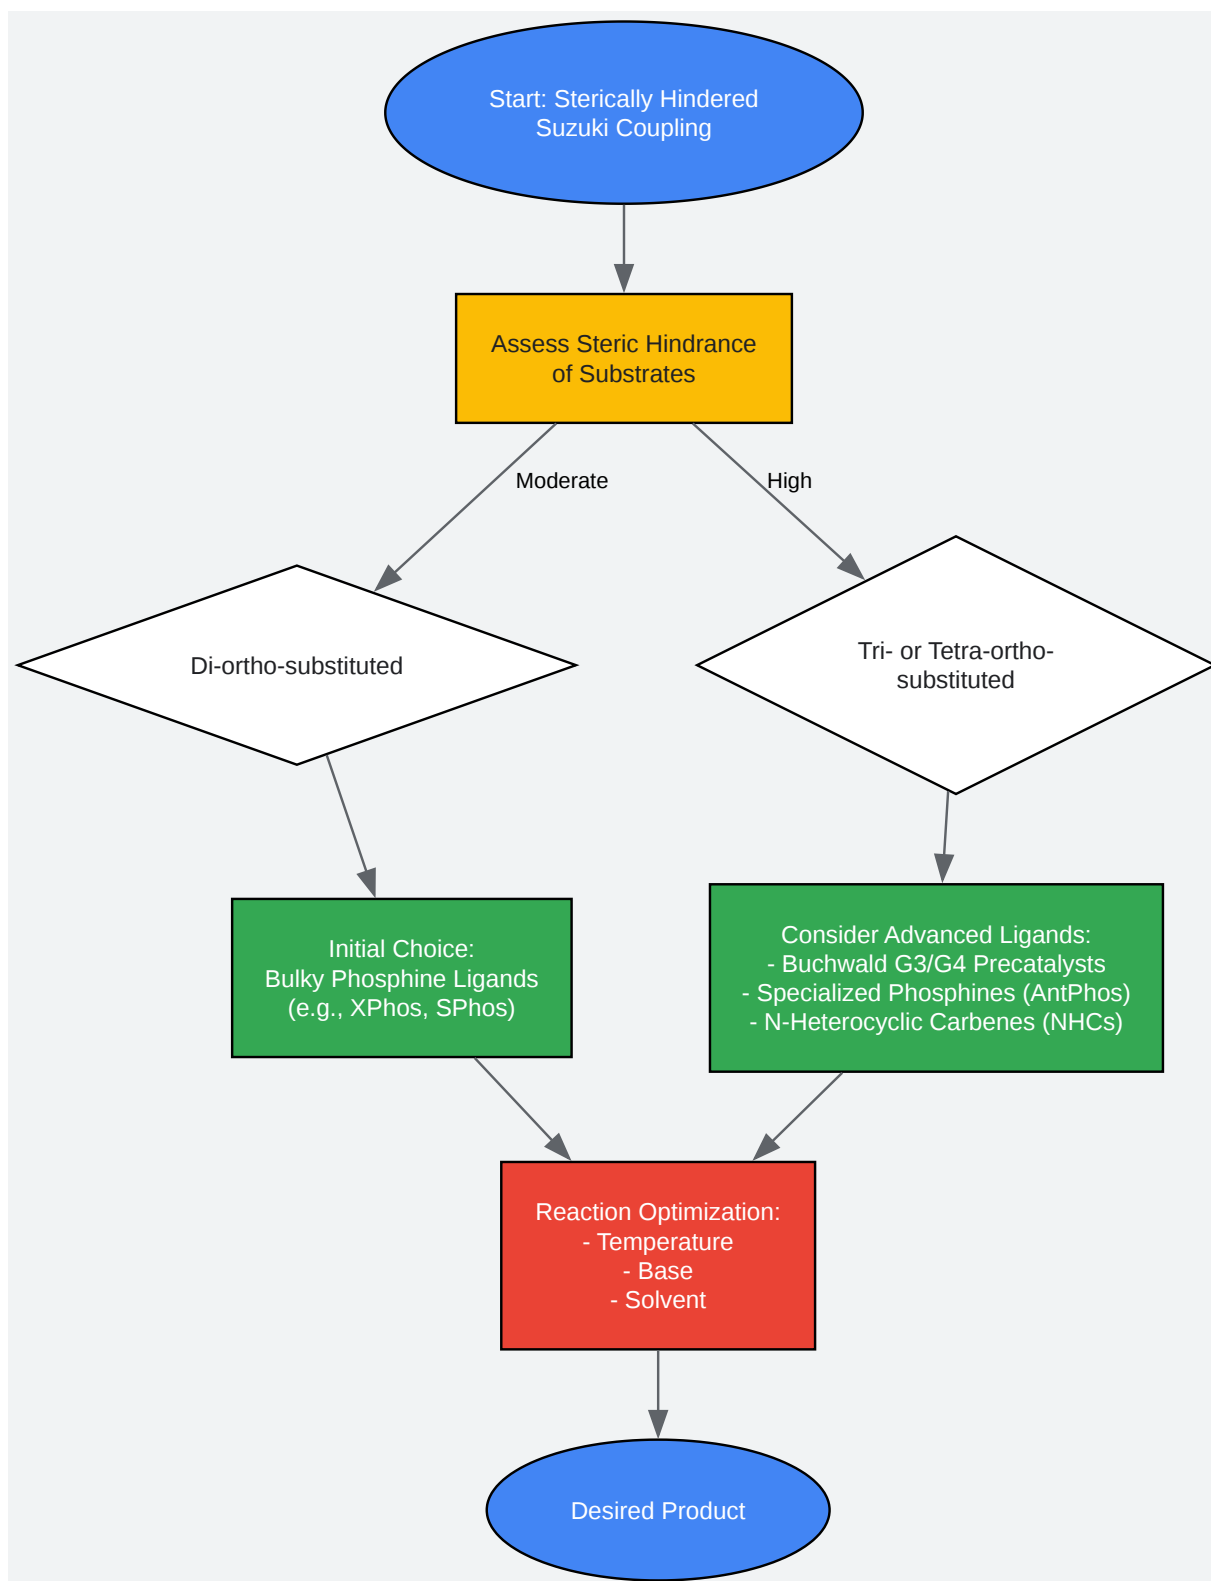 Start: Sterically Hindered
Suzuki Coupling
Assess Steric Hindrance
of Substrates
Moderate
High
Di-ortho-substituted
Tri- or Tetra-ortho-
substituted
Initial Choice:
Bulky Phosphine Ligands
(e.g., XPhos, SPhos)
Consider Advanced Ligands:
- Buchwald G3/G4 Precatalysts
- Specialized Phosphines (AntPhos)
- N-Heterocyclic Carbenes (NHCs)
Reaction Optimization:
- Temperature
- Base
- Solvent
Desired Product